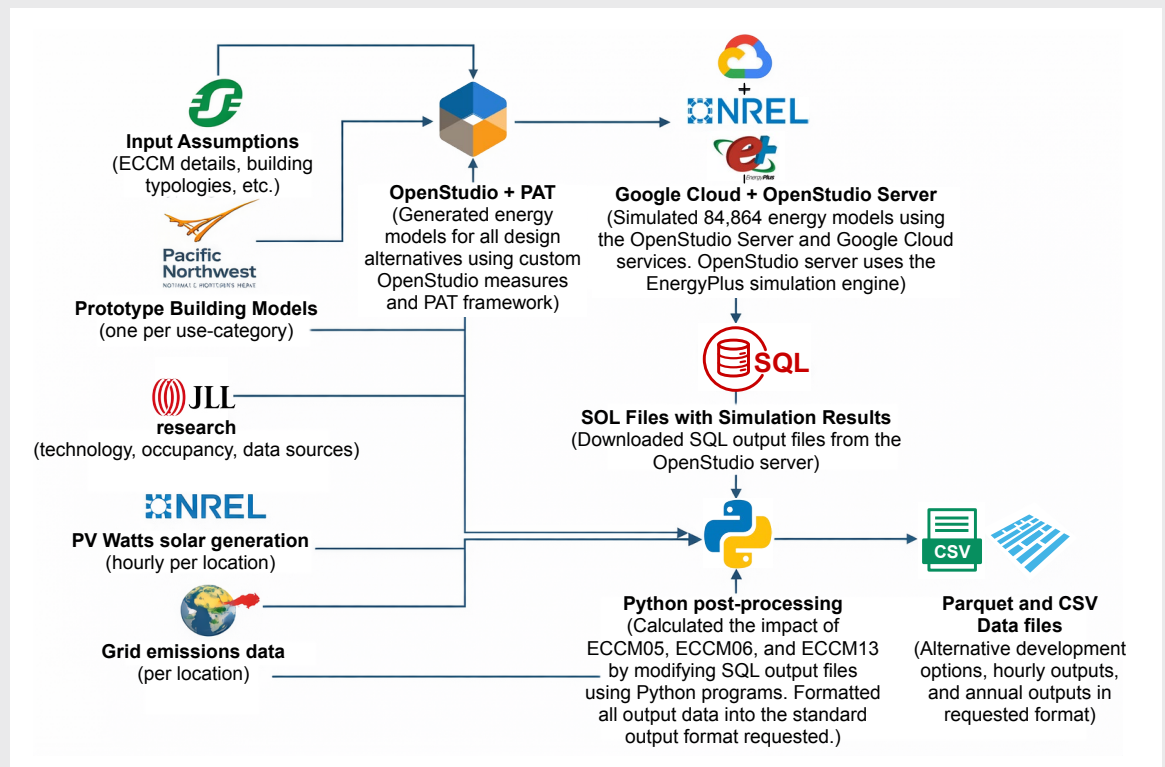 Input Assumptions
(ECCM details, building
typologies, etc.)
Pacific
Northwest
Prototype Building Models
(one per use-category)
JLL
research
(technology, occupancy, data sources)
NREL
PV Watts solar generation
(hourly per location)
Grid emissions data
(per location)
OpenStudio + PAT
(Generated energy
models for all design
alternatives using custom
OpenStudio measures
and PAT framework)
+
NREL
et+
EnergyPlus
Google Cloud + OpenStudio Server
(Simulated 84,864 energy models using
the OpenStudio Server and Google Cloud
services. OpenStudio server uses the
EnergyPlus simulation engine)
SQL
SOL Files with Simulation Results
(Downloaded SQL output files from the
OpenStudio server)
Python post-processing
(Calculated the impact of
ECCM05, ECCM06, and ECCM13
by modifying SQL output files
using Python programs. Formatted
all output data into the standard
output format requested.)
CSV
Parquet and CSV
Data files
(Alternative development
options, hourly outputs,
and annual outputs in
requested format)